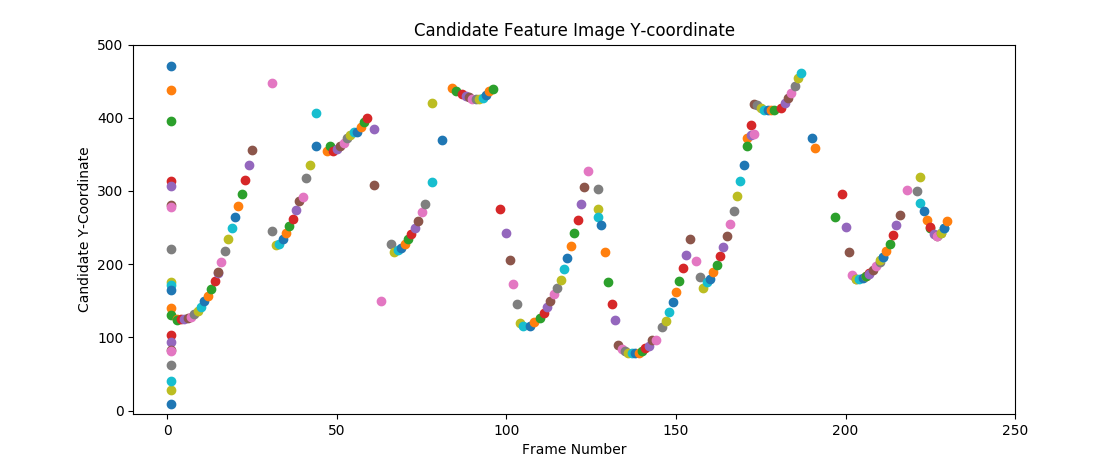 Candidate Feature Image Y-coordinate
500
400
300
200
100
0
Candidate Y-Coordinate
0 50 100 150 200 250
Frame Number